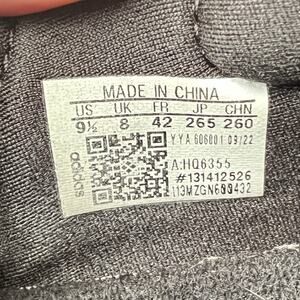 MADE IN CHINA
US UK FR JP CHN
9½ 8 42 265 260
YYA 606001 09/22
adidas
A:HQ6355
#131412526